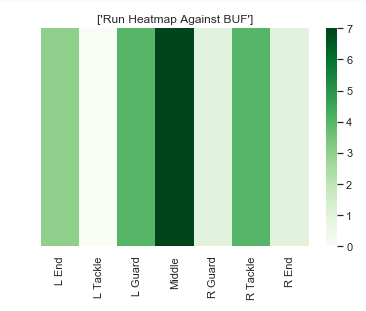 ['Run Heatmap Against BUF']
7
6
5
4
3
2
1
0
L End
L Tackle
L Guard
Middle
R Guard
R Tackle
R End